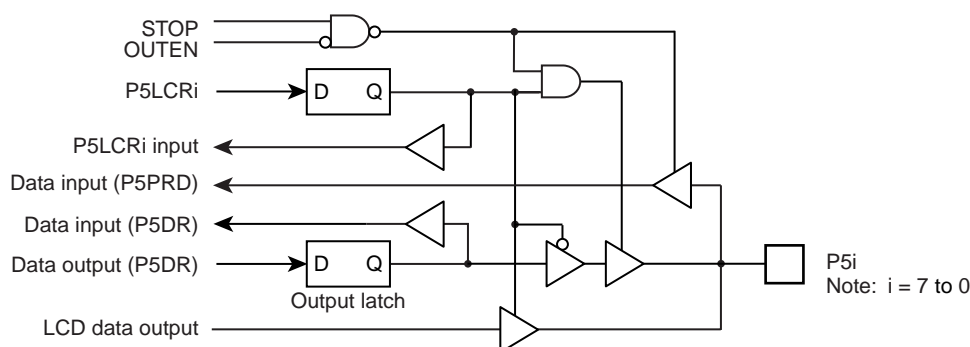 STOP
OUTEN
P5LCRi
D Q
P5LCRi input
Data input (P5PRD)
Data input (P5DR)
Data output (P5DR)
D Q
Output latch
P5i
Note: i = 7 to 0
LCD data output